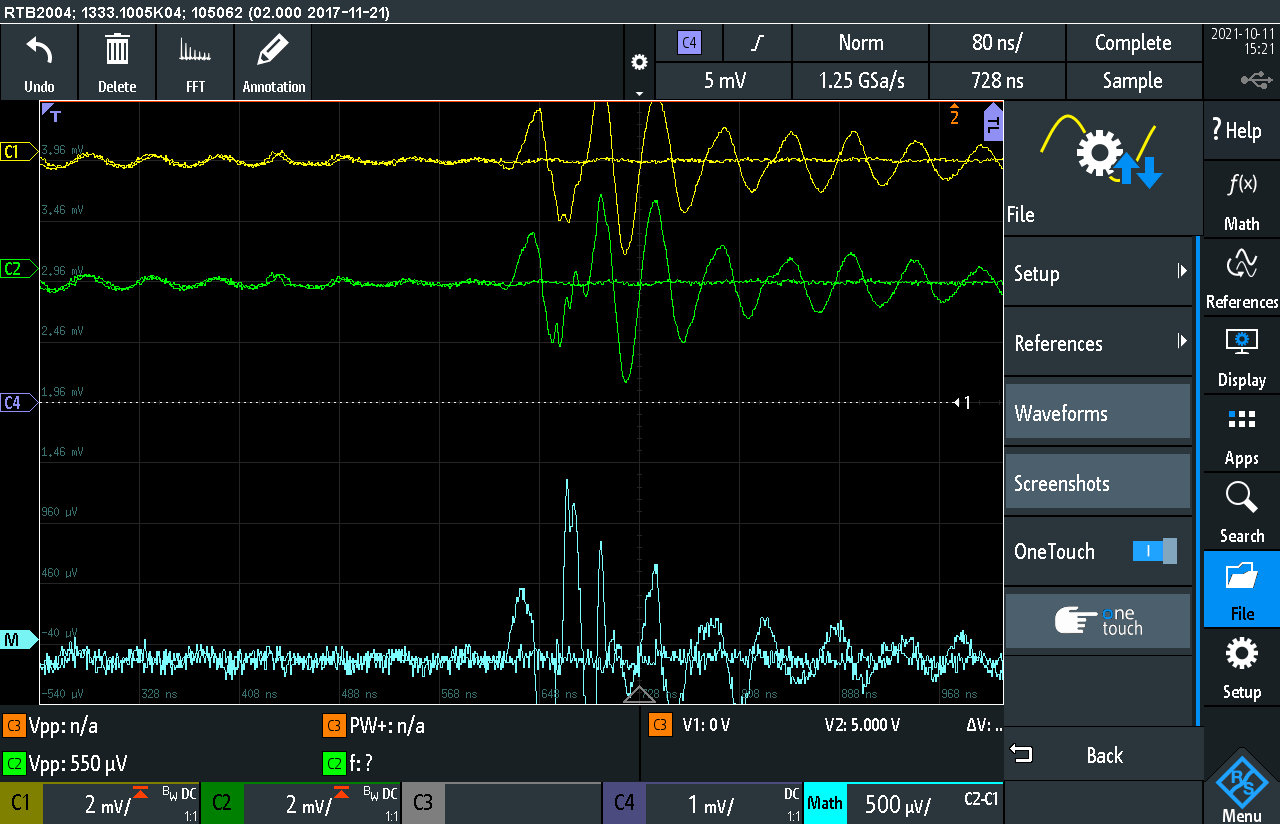 RTB2004; 1333.1005K04; 105062 (02.000 2017-11-21)
Undo
Delete
FFT
Annotation
C4
Norm
80 ns/
Complete
5 mV
1.25 GSa/s
728 ns
Sample
2021-10-11
15:21
T
2
TL
C1
3.96 mV
3.46 mV
C2
2.96 mV
2.46 mV
1.96 mV
C4
1
1.46 mV
960 µV
460 µV
M
-40 µV
-540 µV
328 ns
408 ns
488 ns
568 ns
648 ns
728 ns
808 ns
888 ns
968 ns
File
Setup
References
Waveforms
Screenshots
OneTouch
I
one
touch
Back
? Help
f(x)
Math
References
Display
Apps
Search
File
Setup
R&S
Menu
C3 Vpp: n/a
C3 PW+: n/a
C3 V1: 0 V
V2: 5.000 V
ΔV: ..
C2 Vpp: 550 µV
C2 f: ?
C1
2 mV/
BW DC
1:1
C2
2 mV/
BW DC
1:1
C3
C4
1 mV/
DC
1:1
Math
500 µV/
C2-C1